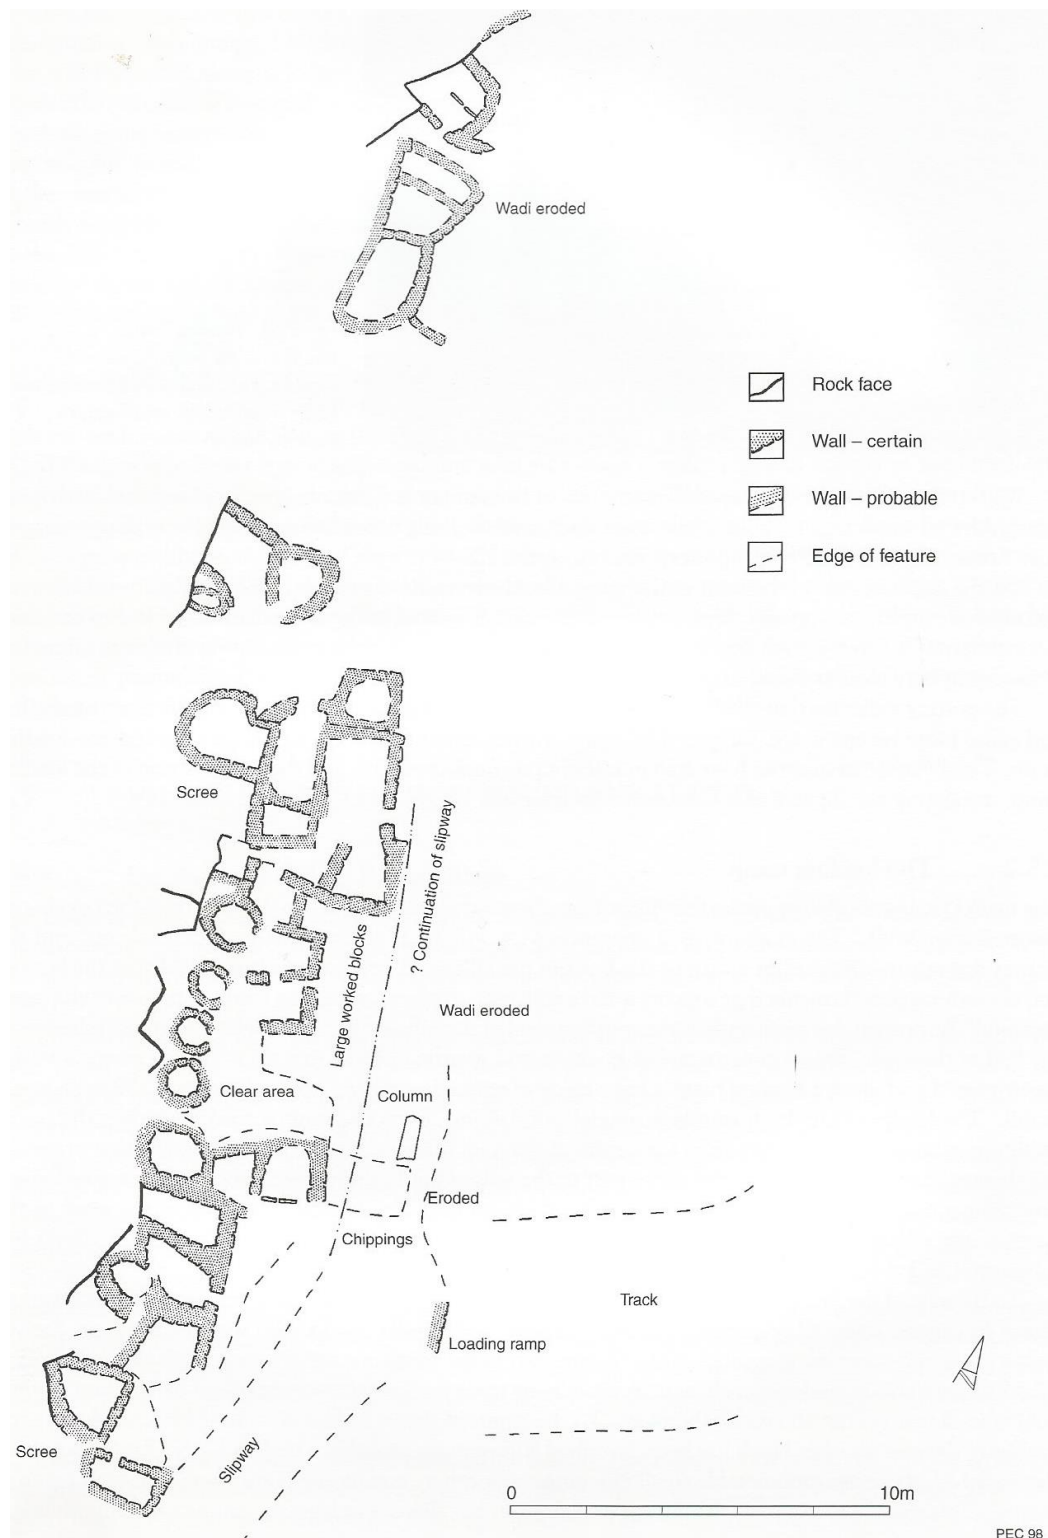 Wadi eroded
Rock face
Wall – certain
Wall – probable
Edge of feature
Scree
? Continuation of slipway
Large worked blocks
Wadi eroded
Clear area
Column
Eroded
Chippings
Track
Loading ramp
Scree
Slipway
0
10m
PEC 98